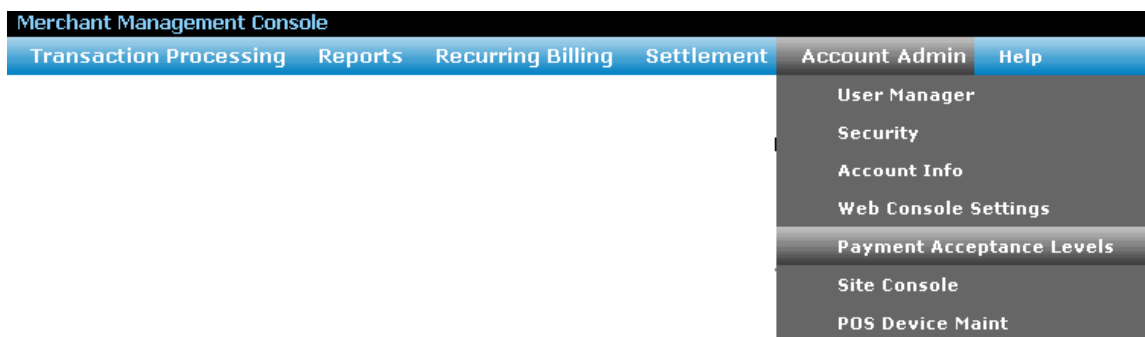 Merchant Management Console
Transaction Processing Reports Recurring Billing Settlement Account Admin Help
User Manager
Security
Account Info
Web Console Settings
Payment Acceptance Levels
Site Console
POS Device Maint